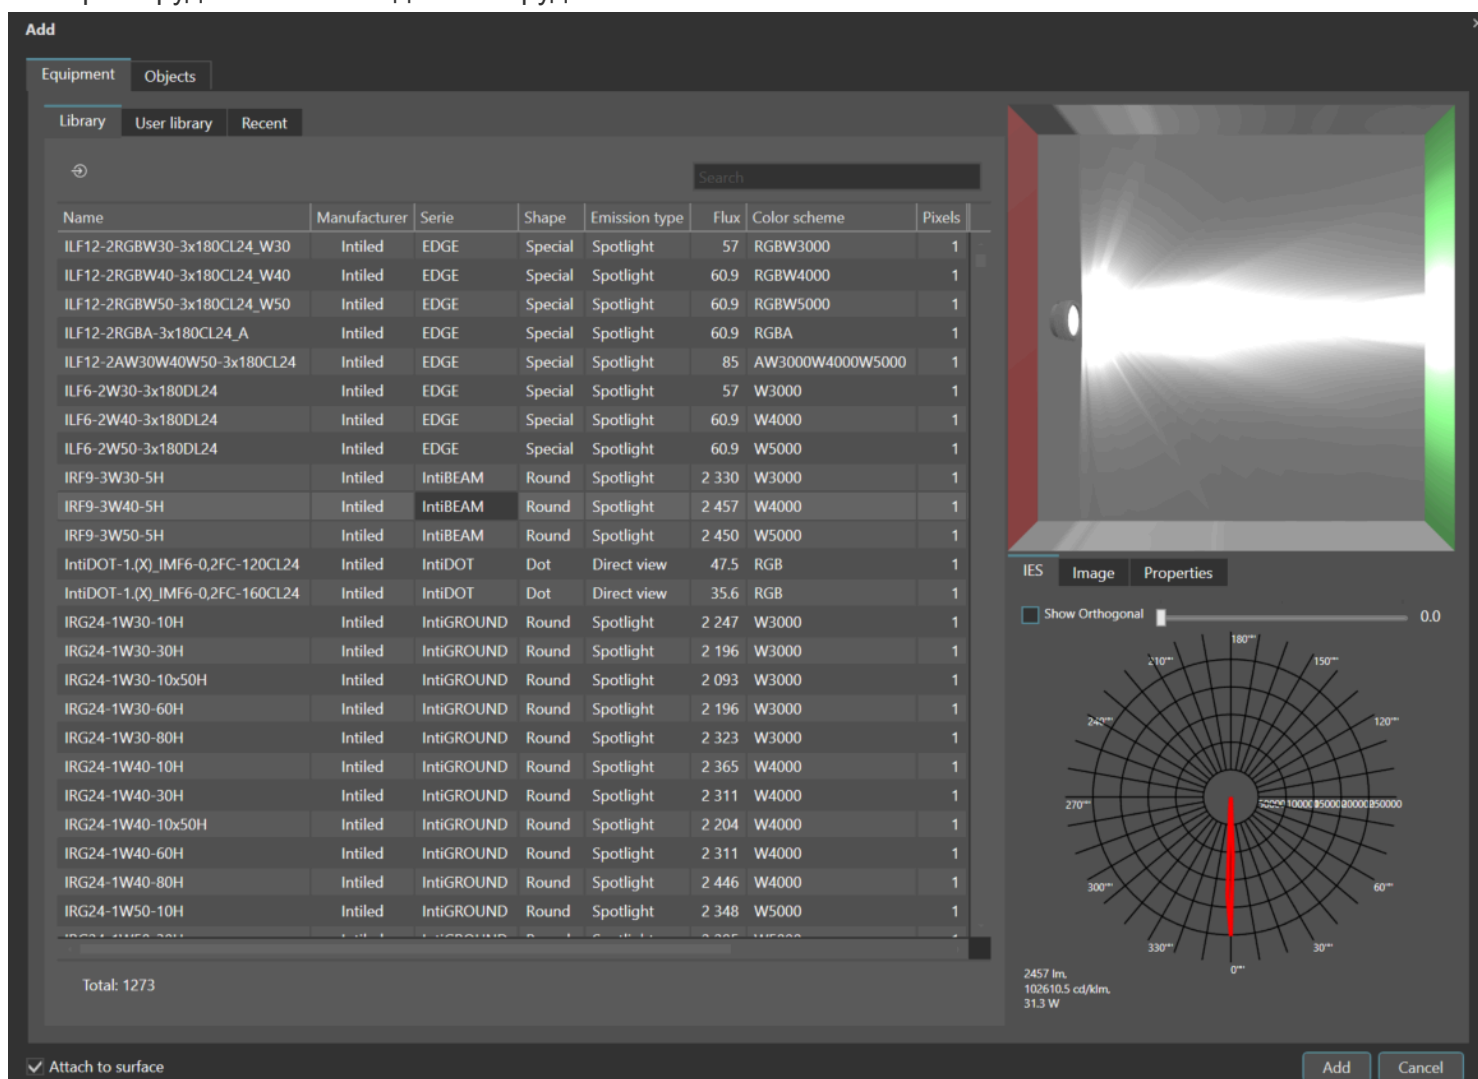 Add
Equipment Objects
Library User library Recent
Search
Name Manufacturer Serie Shape Emission type Flux Color scheme Pixels
ILF12-2RGBW30-3x180CL24_W30 Intiled EDGE Special Spotlight 57 RGBW3000 1
ILF12-2RGBW40-3x180CL24_W40 Intiled EDGE Special Spotlight 60.9 RGBW4000 1
ILF12-2RGBW50-3x180CL24_W50 Intiled EDGE Special Spotlight 60.9 RGBW5000 1
ILF12-2RGBA-3x180CL24_A Intiled EDGE Special Spotlight 60.9 RGBA 1
ILF12-2AW30W40W50-3x180CL24 Intiled EDGE Special Spotlight 85 AW3000W4000W5000 1
ILF6-2W30-3x180DL24 Intiled EDGE Special Spotlight 57 W3000 1
ILF6-2W40-3x180DL24 Intiled EDGE Special Spotlight 60.9 W4000 1
ILF6-2W50-3x180DL24 Intiled EDGE Special Spotlight 60.9 W5000 1
IRF9-3W30-5H Intiled IntiBEAM Round Spotlight 2 330 W3000 1
IRF9-3W40-5H Intiled IntiBEAM Round Spotlight 2 457 W4000 1
IRF9-3W50-5H Intiled IntiBEAM Round Spotlight 2 450 W5000 1
IntiDOT-1.(X)_IMF6-0,2FC-120CL24 Intiled IntiDOT Dot Direct view 47.5 RGB 1
IntiDOT-1.(X)_IMF6-0,2FC-160CL24 Intiled IntiDOT Dot Direct view 35.6 RGB 1
IRG24-1W30-10H Intiled IntiGROUND Round Spotlight 2 247 W3000 1
IRG24-1W30-30H Intiled IntiGROUND Round Spotlight 2 196 W3000 1
IRG24-1W30-10x50H Intiled IntiGROUND Round Spotlight 2 093 W3000 1
IRG24-1W30-60H Intiled IntiGROUND Round Spotlight 2 196 W3000 1
IRG24-1W30-80H Intiled IntiGROUND Round Spotlight 2 323 W3000 1
IRG24-1W40-10H Intiled IntiGROUND Round Spotlight 2 365 W4000 1
IRG24-1W40-30H Intiled IntiGROUND Round Spotlight 2 311 W4000 1
IRG24-1W40-10x50H Intiled IntiGROUND Round Spotlight 2 204 W4000 1
IRG24-1W40-60H Intiled IntiGROUND Round Spotlight 2 311 W4000 1
IRG24-1W40-80H Intiled IntiGROUND Round Spotlight 2 446 W4000 1
IRG24-1W50-10H Intiled IntiGROUND Round Spotlight 2 348 W5000 1
Total: 1273
IES Image Properties
Show Orthogonal 0.0
180°
210° 150°
240° 120°
270° 50000 100000 150000 200000 250000
300° 60°
330° 30°
0°
2457 lm,
102610.5 cd/klm,
31.3 W
Attach to surface
Add Cancel